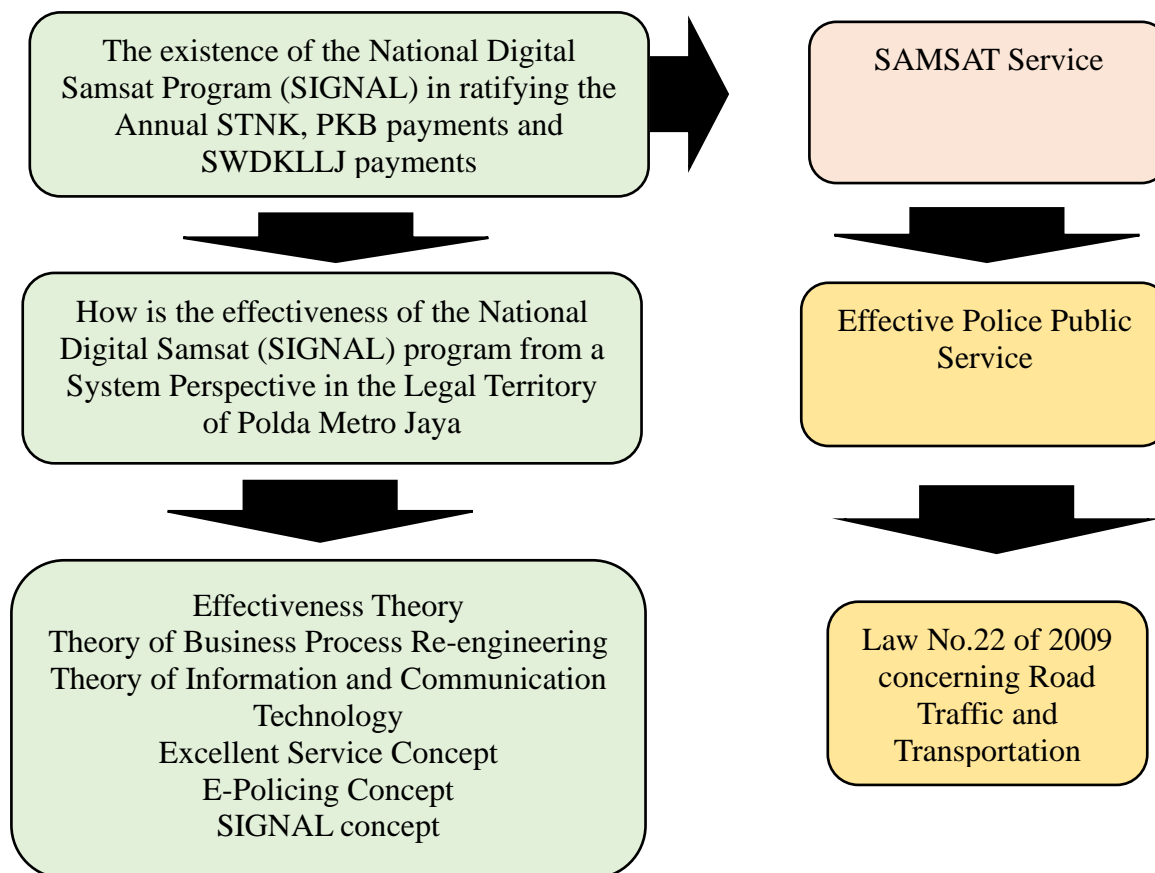 The existence of the National Digital
Samsat Program (SIGNAL) in ratifying the
Annual STNK, PKB payments and
SWDKLLJ payments
SAMSAT Service
How is the effectiveness of the National
Digital Samsat (SIGNAL) program from a
System Perspective in the Legal Territory
of Polda Metro Jaya
Effective Police Public
Service
Effectiveness Theory
Theory of Business Process Re-engineering
Theory of Information and Communication
Technology
Excellent Service Concept
E-Policing Concept
SIGNAL concept
Law No.22 of 2009
concerning Road
Traffic and
Transportation